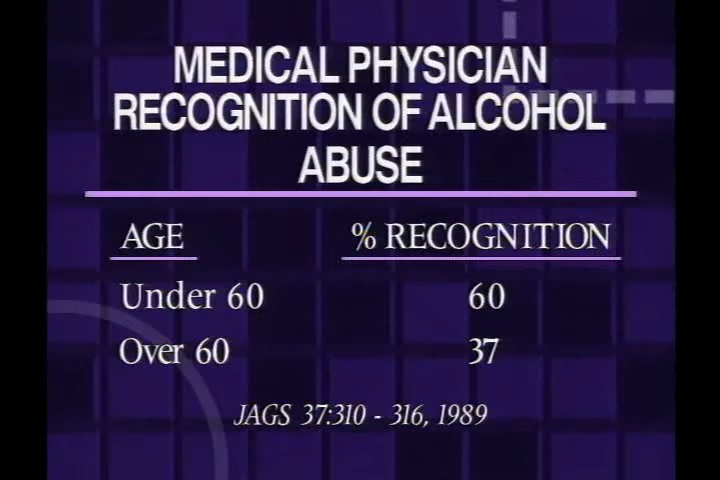 MEDICAL PHYSICIAN
RECOGNITION OF ALCOHOL
ABUSE
AGE % RECOGNITION
Under 60 60
Over 60 37
JAGS 37:310 - 316, 1989